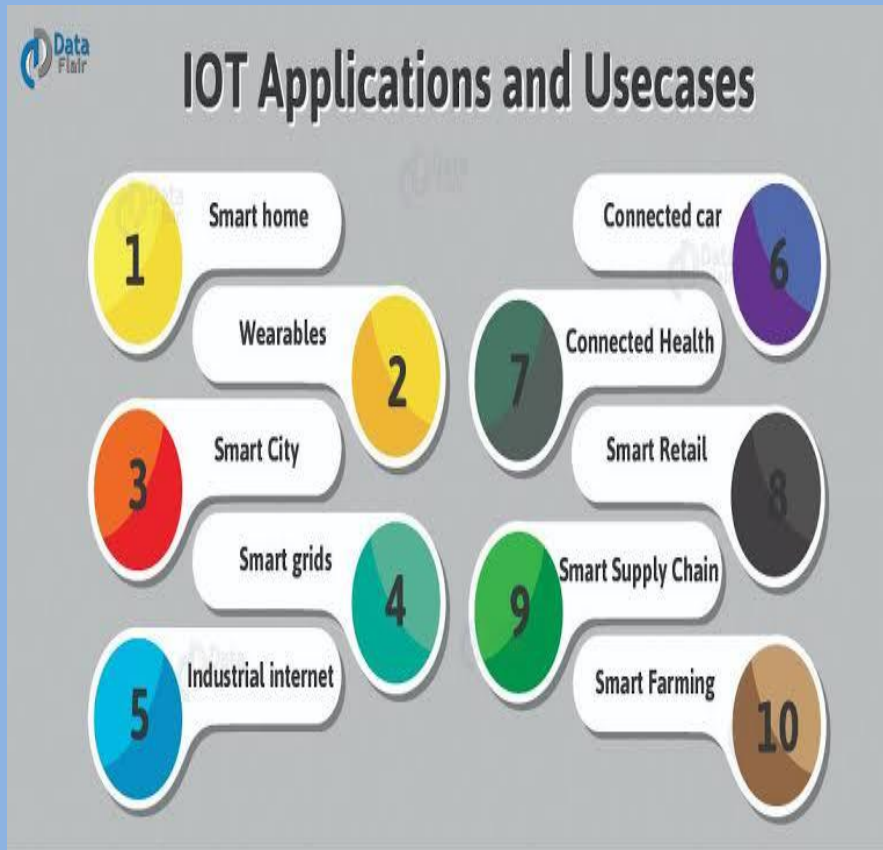 Data
Flair
IOT Applications and Usecases
1
Smart home
Wearables
2
3
Smart City
Smart grids
4
5
Industrial internet
Connected car
6
7
Connected Health
Smart Retail
8
9
Smart Supply Chain
Smart Farming
10